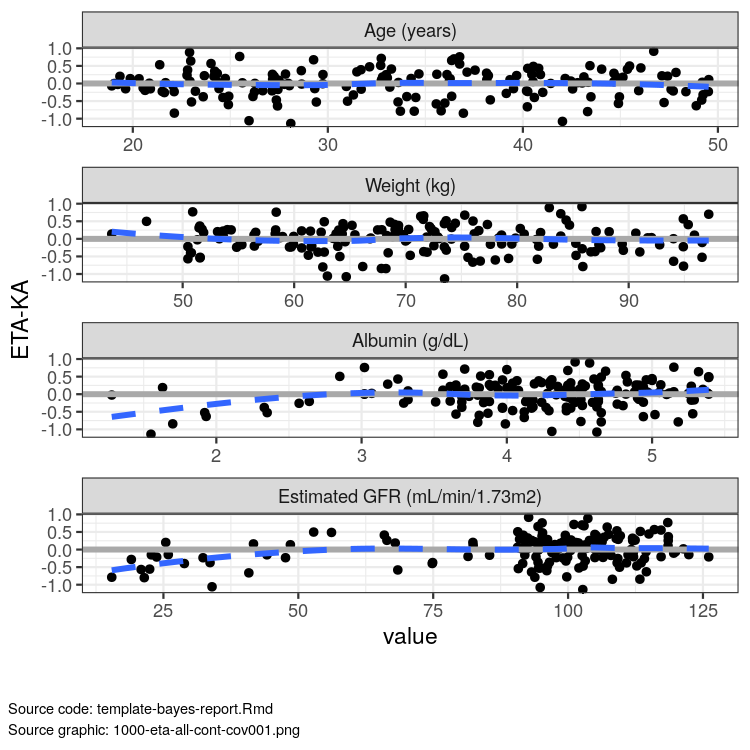 Age (years)
1.0
0.5
0.0
-0.5
-1.0
20 30 40 50
Weight (kg)
1.0
0.5
0.0
-0.5
-1.0
50 60 70 80 90
ETA-KA
Albumin (g/dL)
1.0
0.5
0.0
-0.5
-1.0
2 3 4 5
Estimated GFR (mL/min/1.73m2)
1.0
0.5
0.0
-0.5
-1.0
25 50 75 100 125
value
Source code: template-bayes-report.Rmd
Source graphic: 1000-eta-all-cont-cov001.png